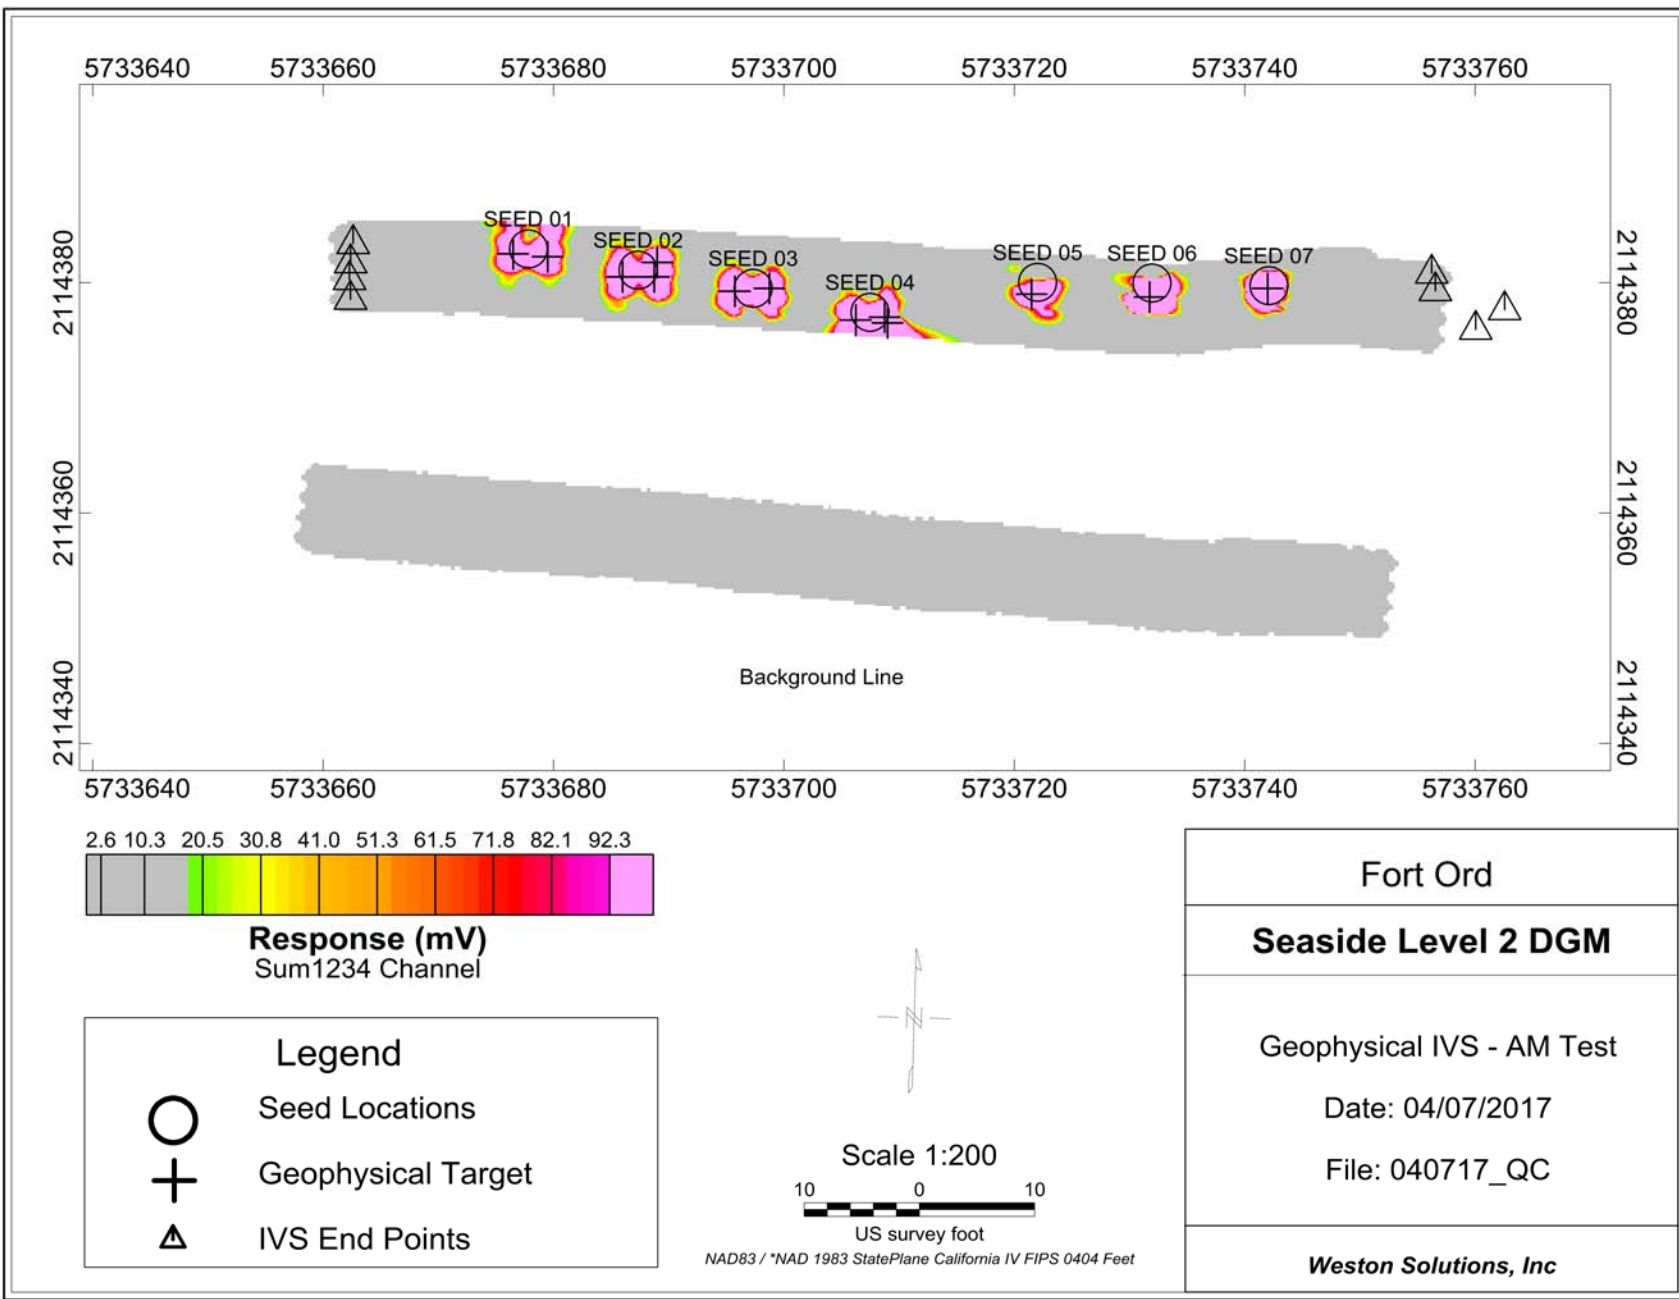 5733640 5733660 5733680 5733700 5733720 5733740 5733760
2114380
2114380
SEED 01
SEED 02
SEED 03
SEED 04
SEED 05
SEED 06
SEED 07
2114360
2114360
Background Line
2114340
2114340
5733640 5733660 5733680 5733700 5733720 5733740 5733760
2.6 10.3 20.5 30.8 41.0 51.3 61.5 71.8 82.1 92.3
Response (mV)
Sum1234 Channel
Legend
Seed Locations
Geophysical Target
IVS End Points
N
Scale 1:200
10 0 10
US survey foot
NAD83 / *NAD 1983 StatePlane California IV FIPS 0404 Feet
Fort Ord
Seaside Level 2 DGM
Geophysical IVS - AM Test
Date: 04/07/2017
File: 040717_QC
Weston Solutions, Inc